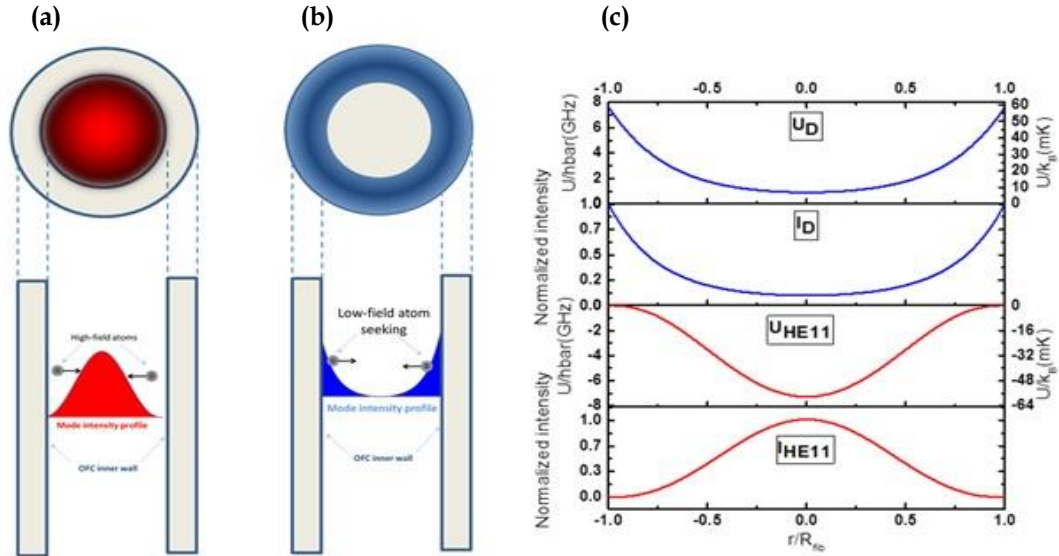 (a)
(b)
(c)
High-field atoms
Mode intensity profile
OFC inner wall
Low-field atom
seeking
Mode intensity profile
OFC inner wall
-1.0 -0.5 0.0 0.5 1.0
U/hbar(GHz)
8
6
4
2
U_D
60
50
40
30
20
10
0
U/k_B(mK)
Normalized intensity
1.0
0.7
0.5
0.2
I_D
U/hbar(GHz)
0
-2
-4
-6
-8
U_HE11
0
-16
-32
-48
-64
U/k_B(mK)
Normalized intensity
1.0
0.7
0.3
0.0
I_HE11
-1.0 -0.5 0.0 0.5 1.0
r/R_fib